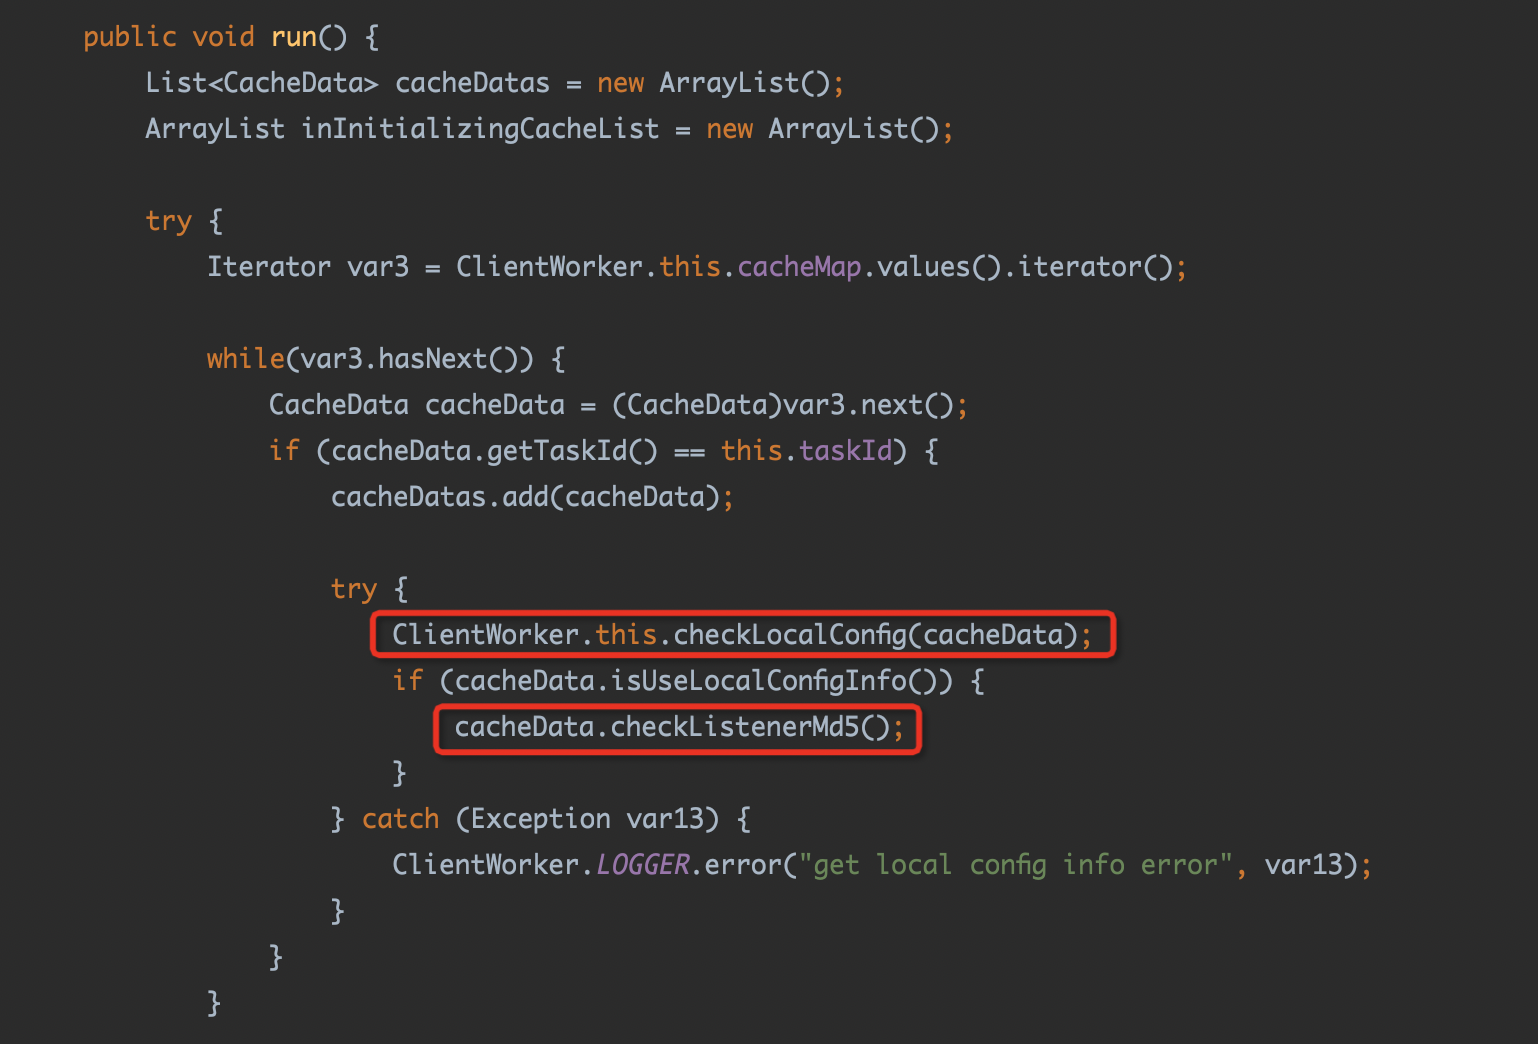 public void run() {
List<CacheData> cacheDatas = new ArrayList();
ArrayList inInitializingCacheList = new ArrayList();
try {
Iterator var3 = ClientWorker.this.cacheMap.values().iterator();
while(var3.hasNext()) {
CacheData cacheData = (CacheData)var3.next();
if (cacheData.getTaskId() == this.taskId) {
cacheDatas.add(cacheData);
try {
ClientWorker.this.checkLocalConfig(cacheData);
if (cacheData.isUseLocalConfigInfo()) {
cacheData.checkListenerMd5();
}
} catch (Exception var13) {
ClientWorker.LOGGER.error("get local config info error", var13);
}
}
}